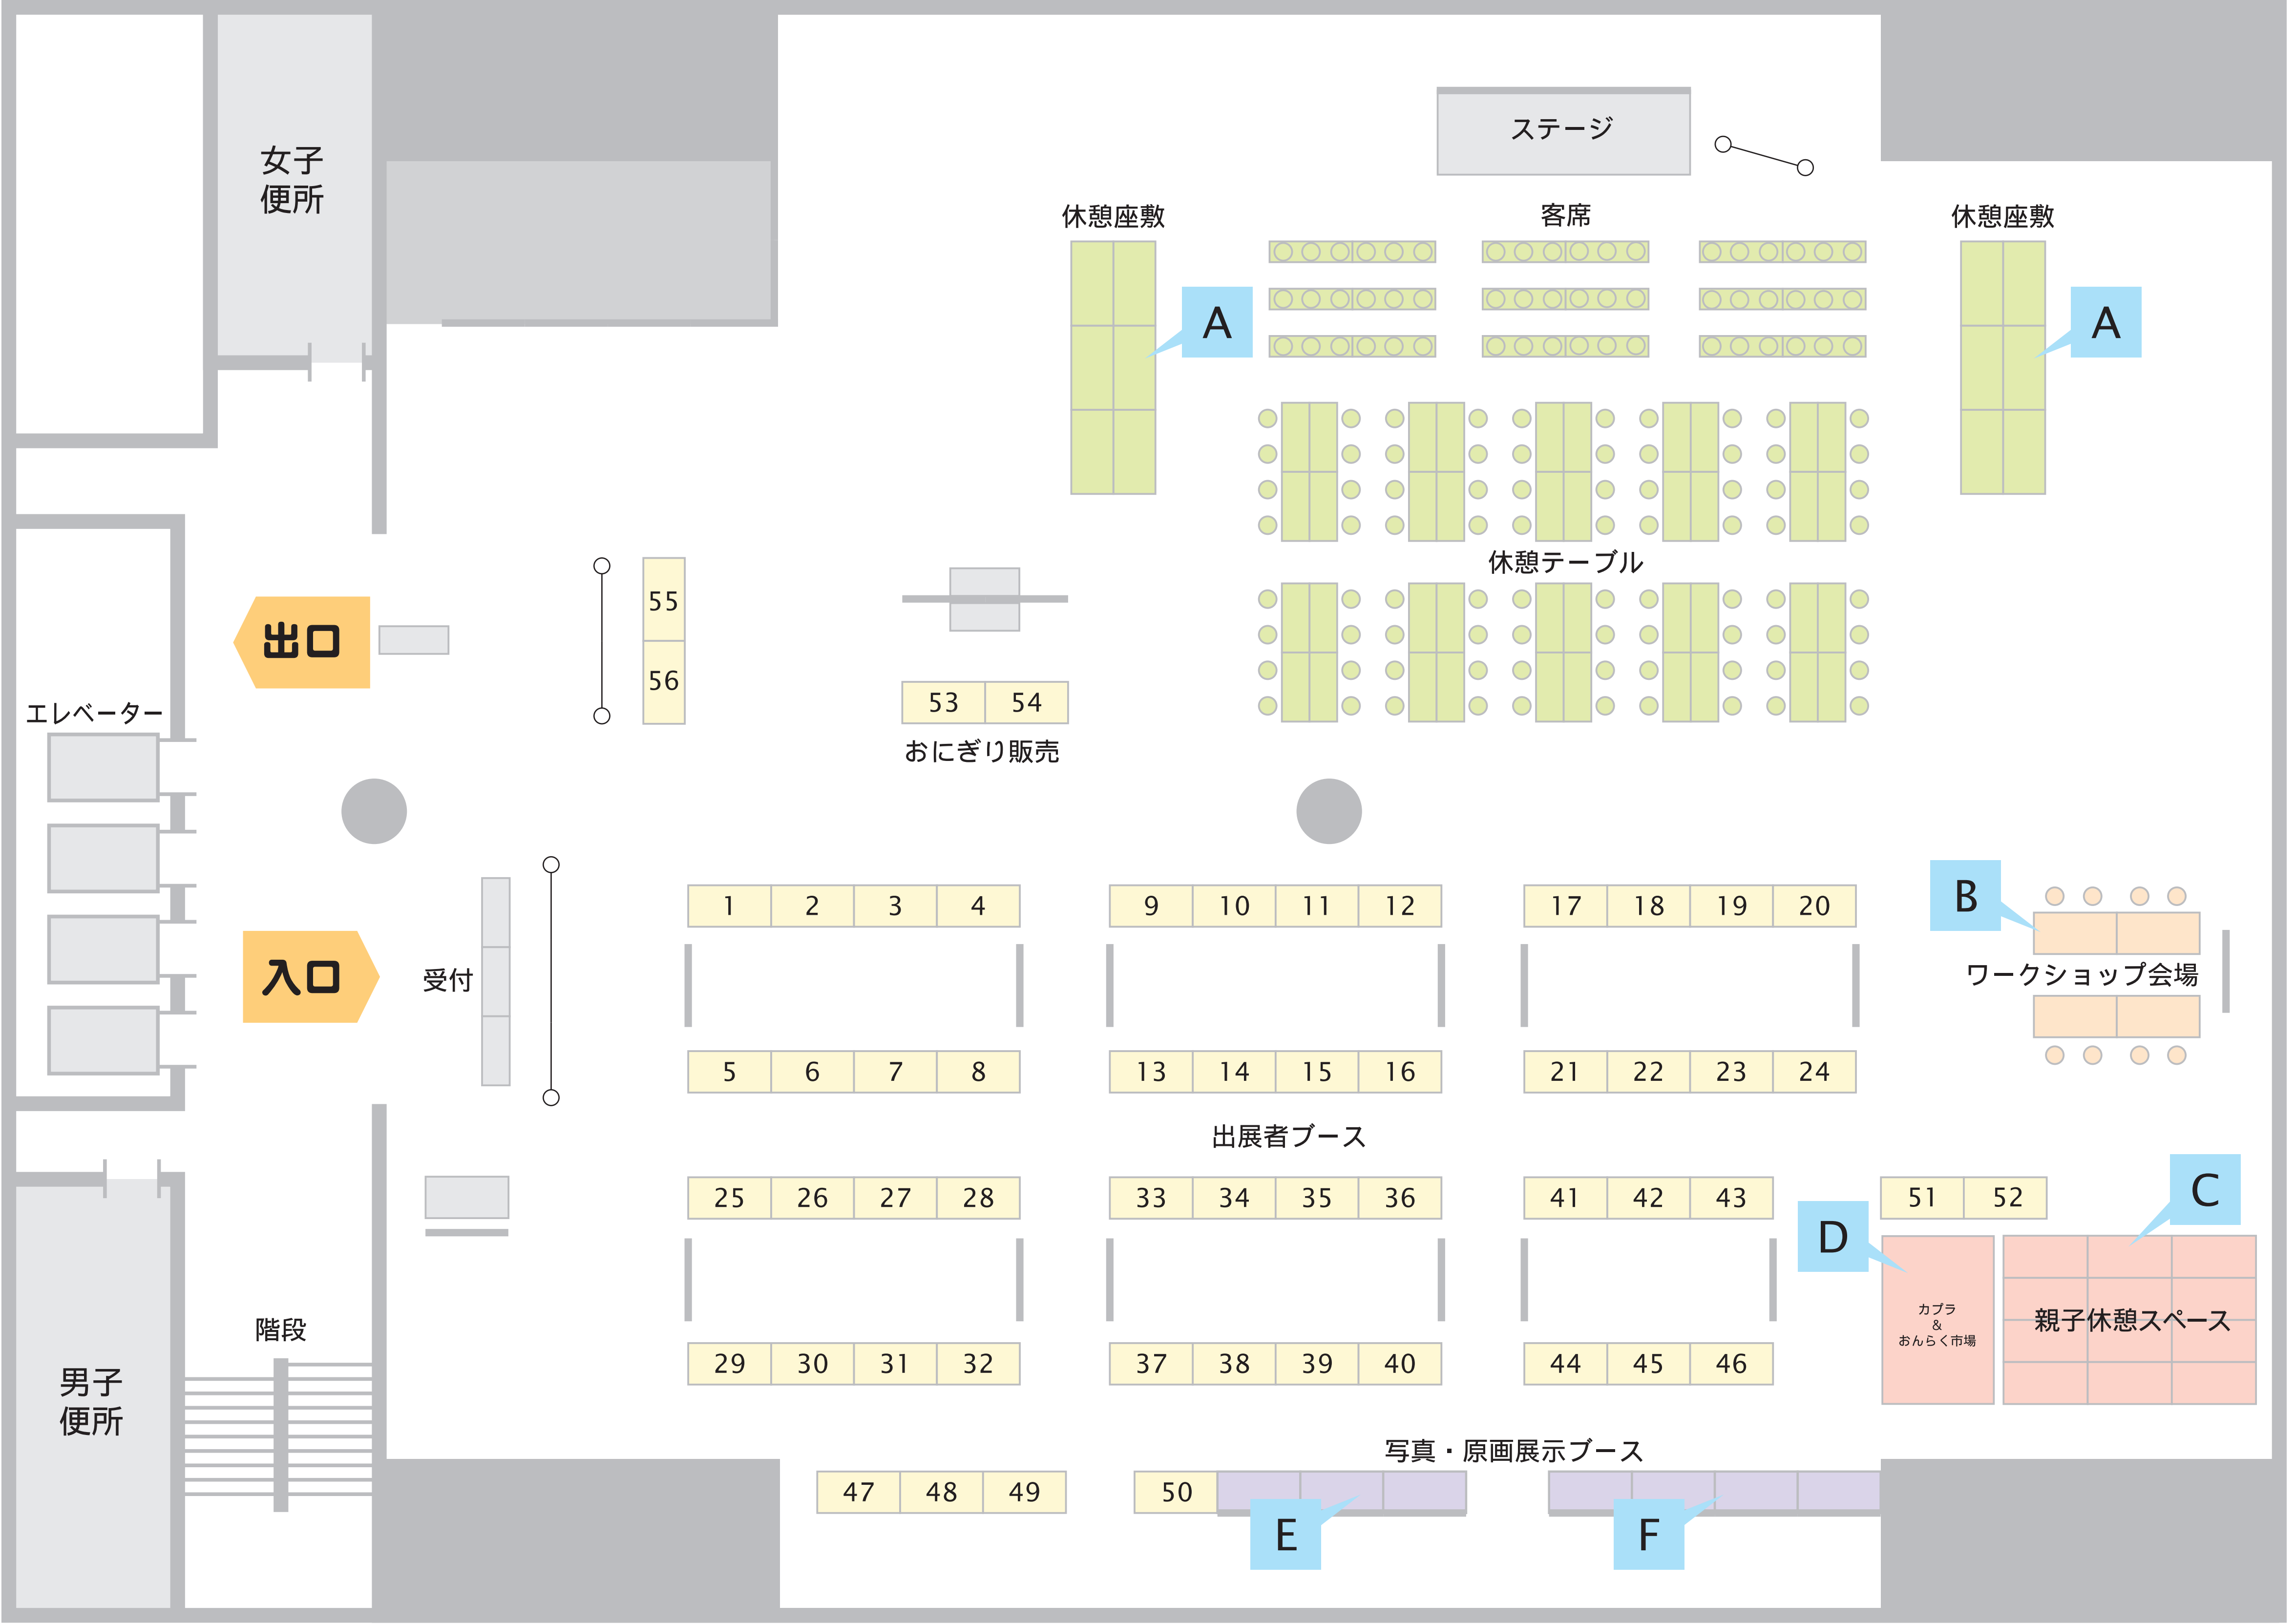 女子
便所
ステージ
休憩座敷
客席
休憩座敷
A
A
休憩テーブル
出口
55
56
53 54
おにぎり販売
エレベーター
入口
受付
1 2 3 4
9 10 11 12
17 18 19 20
B
ワークショップ会場
5 6 7 8
13 14 15 16
21 22 23 24
出展者ブース
25 26 27 28
33 34 35 36
41 42 43
51 52
C
D
カプラ
&
おんらく市場
親子休憩スペース
29 30 31 32
37 38 39 40
44 45 46
階段
男子
便所
写真・原画展示ブース
47 48 49
50
E
F